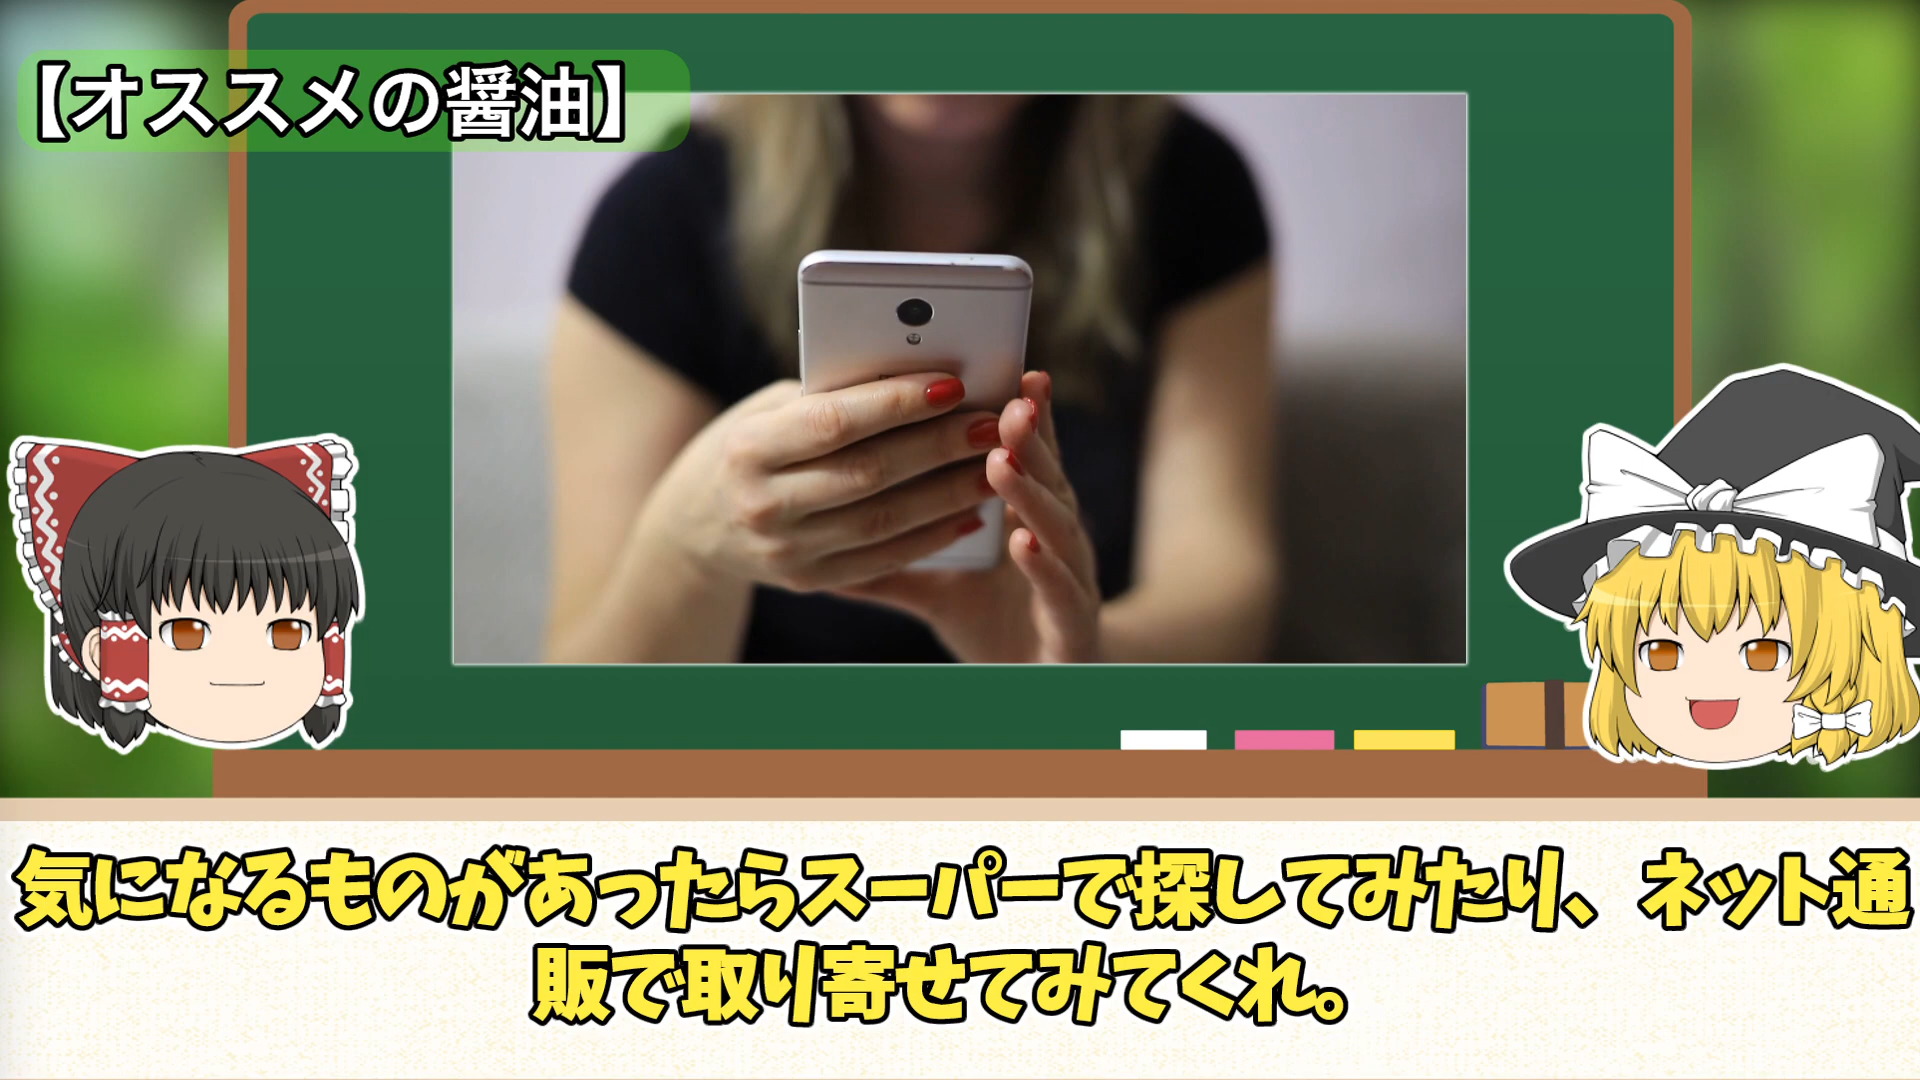 【オススメの醤油】
気になるものがあったらスーパーで探してみたり、ネット通
販で取り寄せてみてくれ。